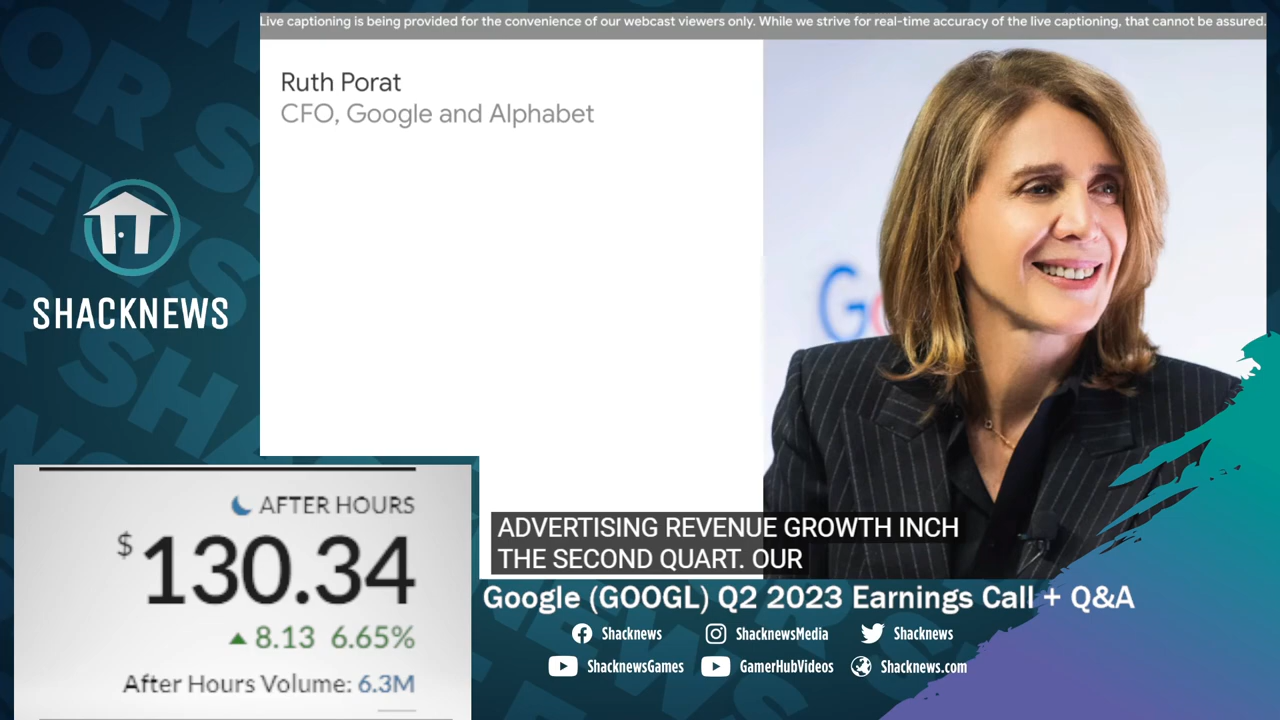 Live captioning is being provided for the convenience of our webcast viewers only. While we strive for real-time accuracy of the live captioning, that cannot be assured.
Ruth Porat
CFO, Google and Alphabet
SHACKNEWS
AFTER HOURS
$130.34
8.13 6.65%
After Hours Volume: 6.3M
ADVERTISING REVENUE GROWTH INCH
THE SECOND QUART. OUR
Google (GOOGL) Q2 2023 Earnings Call + Q&A
Shacknews ShacknewsMedia Shacknews
ShacknewsGames GamerHubVideos Shacknews.com